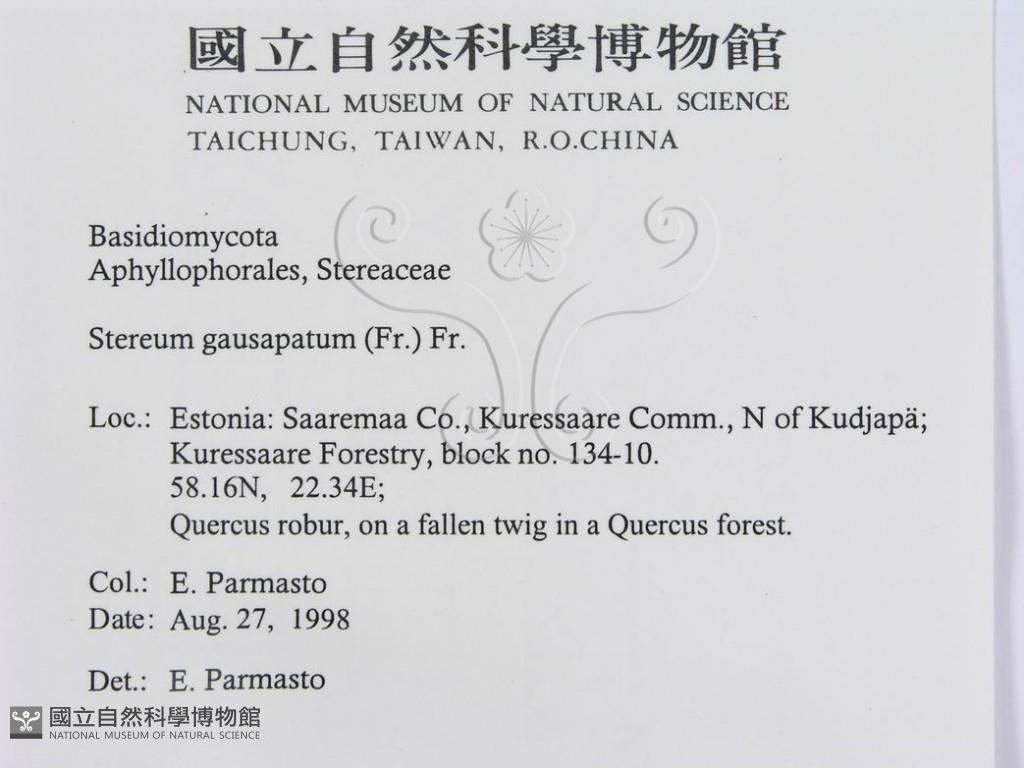 國立自然科學博物館
NATIONAL MUSEUM OF NATURAL SCIENCE
TAICHUNG, TAIWAN, R.O.CHINA
Basidiomycota
Aphyllophorales, Stereaceae
Stereum gausapatum (Fr.) Fr.
Loc.: Estonia: Saaremaa Co., Kuressaare Comm., N of Kudjapä;
Kuressaare Forestry, block no. 134-10.
58.16N, 22.34E;
Quercus robur, on a fallen twig in a Quercus forest.
Col.: E. Parmasto
Date: Aug. 27, 1998
Det.: E. Parmasto
國立自然科學博物館
NATIONAL MUSEUM OF NATURAL SCIENCE